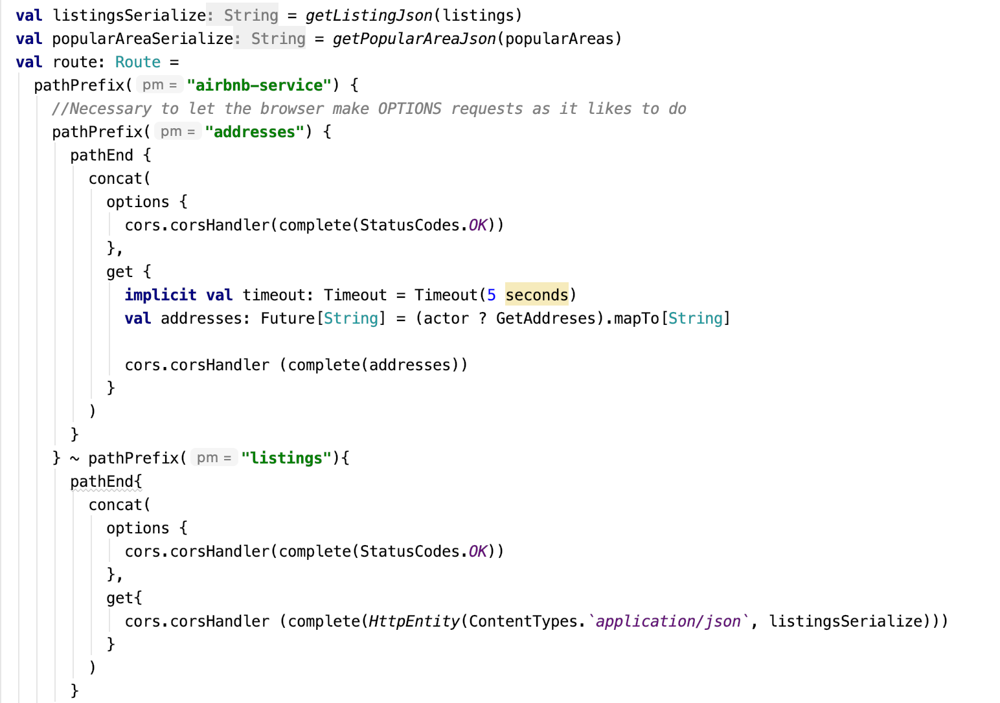 val listingsSerialize: String = getListingJson(listings)
val popularAreaSerialize: String = getPopularAreaJson(popularAreas)
val route: Route =
pathPrefix( pm = "airbnb-service") {
//Necessary to let the browser make OPTIONS requests as it likes to do
pathPrefix( pm = "addresses") {
pathEnd {
concat(
options {
cors.corsHandler(complete(StatusCodes.OK))
},
get {
implicit val timeout: Timeout = Timeout(5 seconds)
val addresses: Future[String] = (actor ? GetAddreses).mapTo[String]
cors.corsHandler (complete(addresses))
}
)
}
} ~ pathPrefix( pm = "listings"){
pathEnd{
concat(
options {
cors.corsHandler(complete(StatusCodes.OK))
},
get{
cors.corsHandler (complete(HttpEntity(ContentTypes.`application/json`, listingsSerialize)))
}
)
}